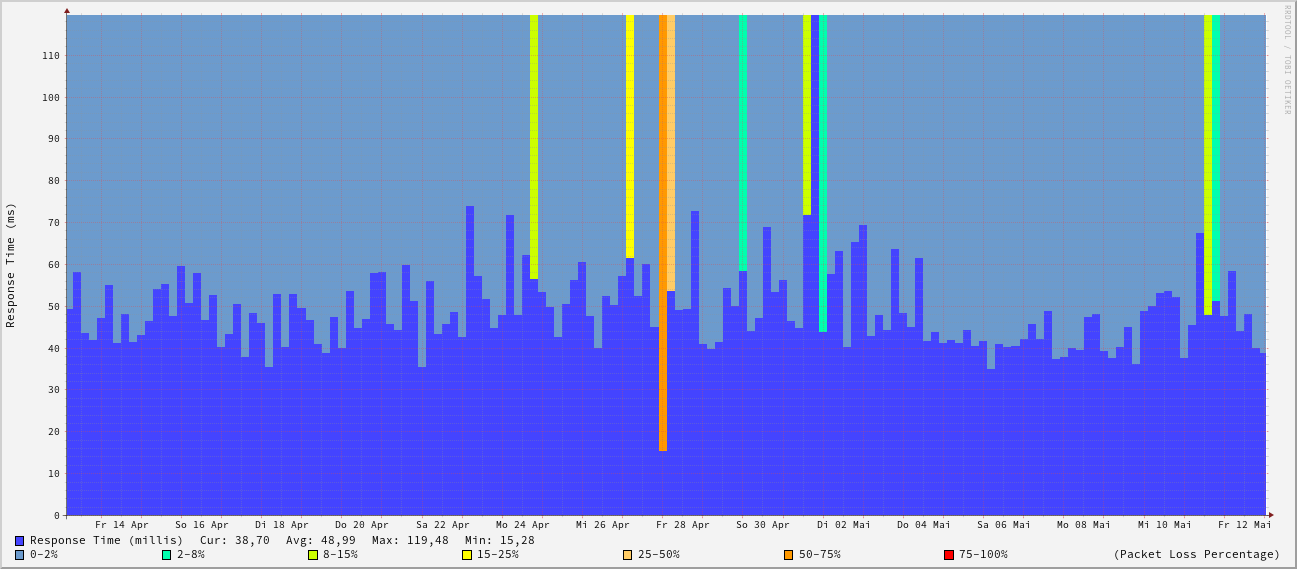 RRDTOOL / TOBI OETIKER
Response Time (ms)
110
100
90
80
70
60
50
40
30
20
10
0
Fr 14 Apr So 16 Apr Di 18 Apr Do 20 Apr Sa 22 Apr Mo 24 Apr Mi 26 Apr Fr 28 Apr So 30 Apr Di 02 Mai Do 04 Mai Sa 06 Mai Mo 08 Mai Mi 10 Mai Fr 12 Mai
Response Time (millis) Cur: 38,70 Avg: 48,99 Max: 119,48 Min: 15,28
0-2% 2-8% 8-15% 15-25% 25-50% 50-75% 75-100% (Packet Loss Percentage)